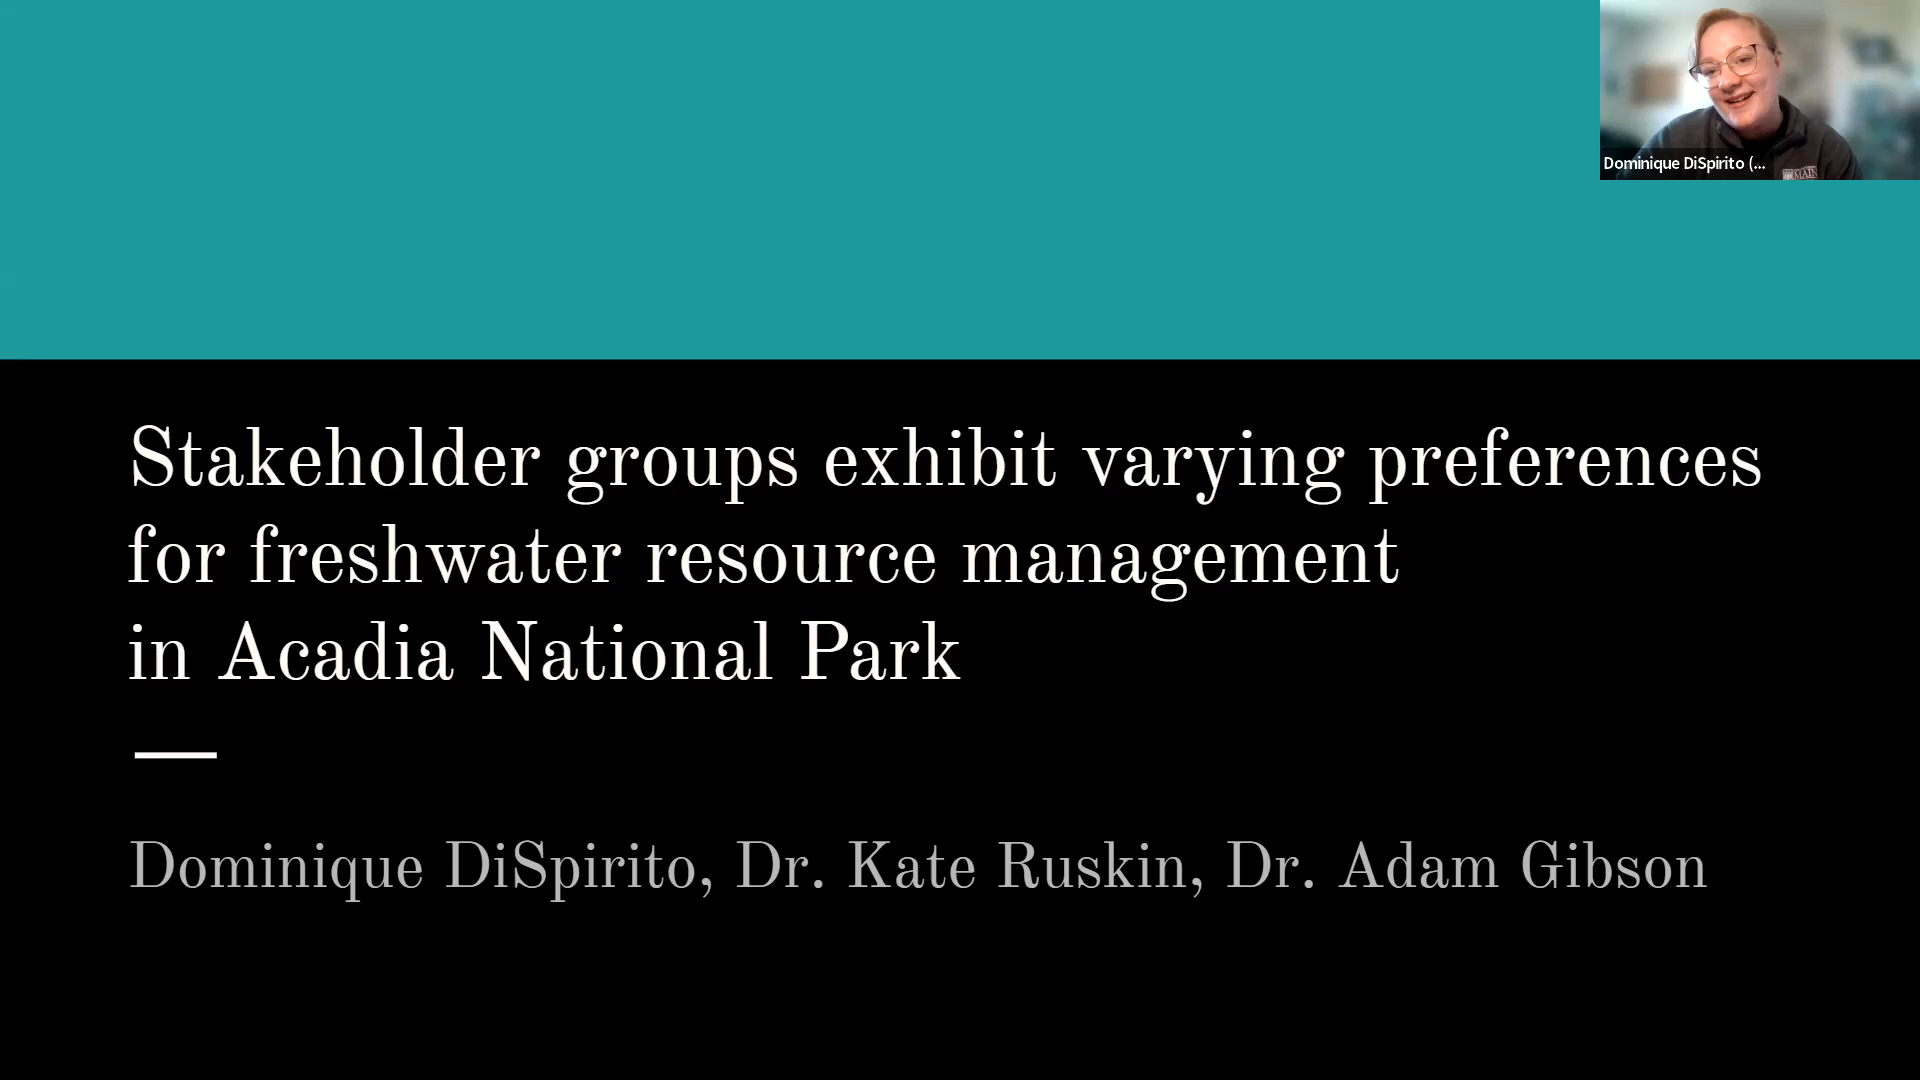 Dominique DiSpirito (...
Stakeholder groups exhibit varying preferences
for freshwater resource management
in Acadia National Park
Dominique DiSpirito, Dr. Kate Ruskin, Dr. Adam Gibson